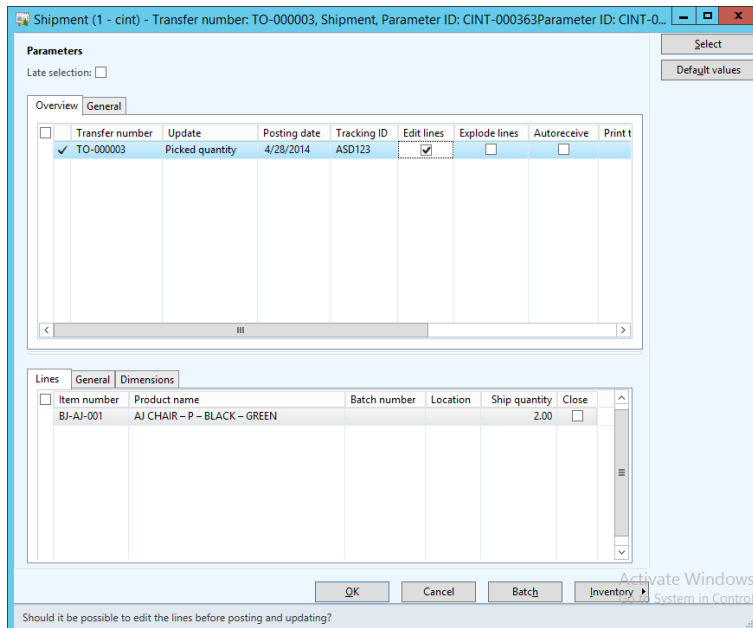 Shipment (1 - cint) - Transfer number: TO-000003, Shipment, Parameter ID: CINT-000363Parameter ID: CINT-0...
Select
Default values
Parameters
Late selection:
Overview General
Transfer number Update Posting date Tracking ID Edit lines Explode lines Autoreceive Print t
TO-000003 Picked quantity 4/28/2014 ASD123
Lines General Dimensions
Item number Product name Batch number Location Ship quantity Close
BJ-AJ-001 AJ CHAIR – P – BLACK – GREEN 2.00
Activate Windows
Go to System in Control
OK Cancel Batch Inventory
Should it be possible to edit the lines before posting and updating?